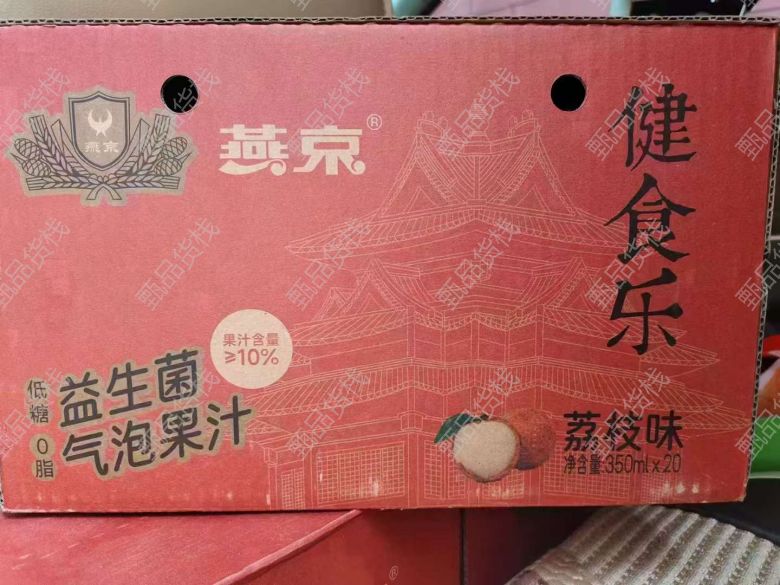 燕京
燕京®
健食乐
果汁含量
≥10%
低糖
0脂
益生菌
气泡果汁
荔枝味
净含量:350ml x 20
®
甄品货栈